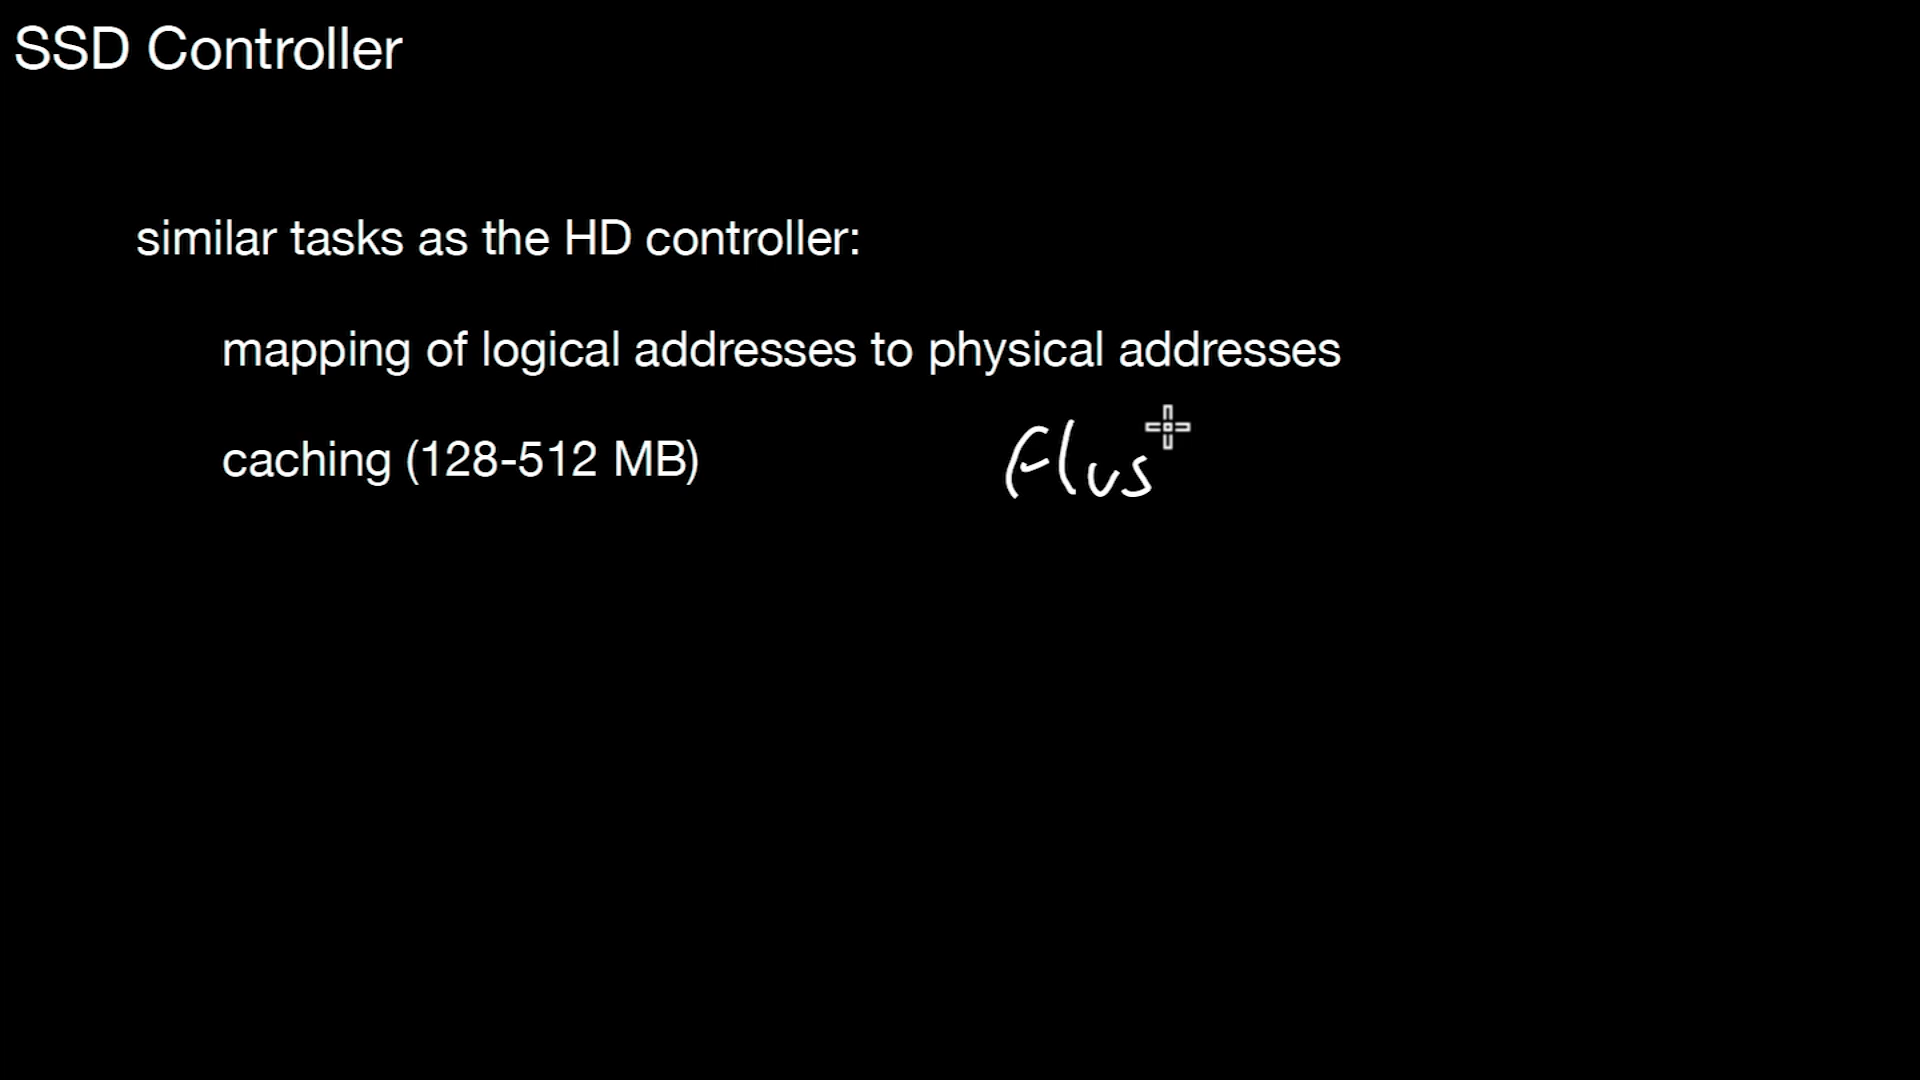 SSD Controller
similar tasks as the HD controller:
mapping of logical addresses to physical addresses
caching (128-512 MB) Flus